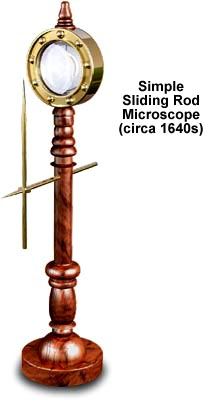 Simple
Sliding Rod
Microscope
(circa 1640s)